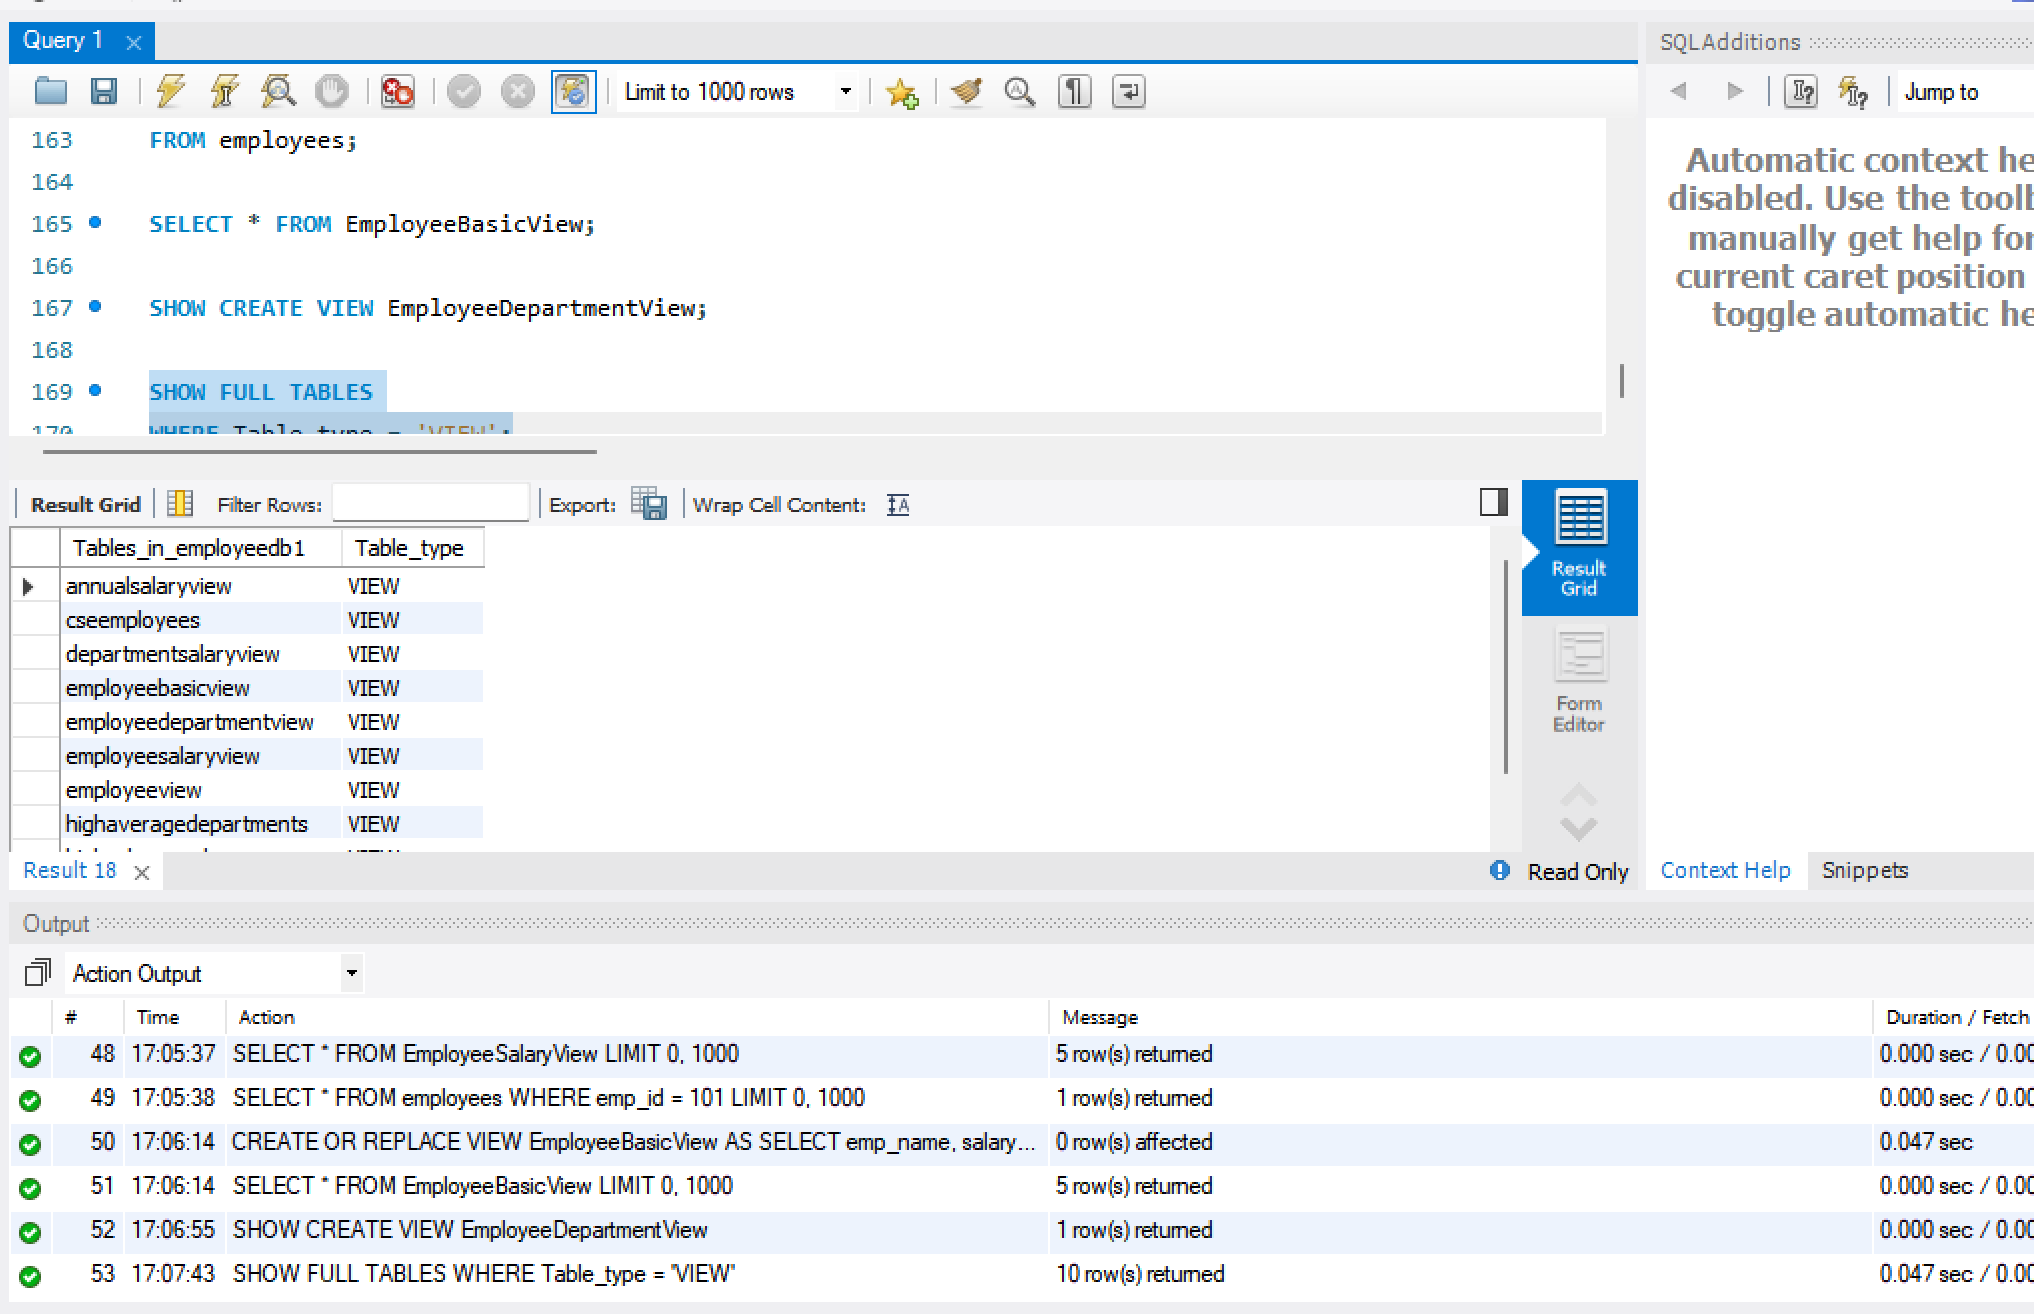 Query 1
SQLAdditions
Limit to 1000 rows
Jump to
163 FROM employees;
164
165 SELECT * FROM EmployeeBasicView;
166
167 SHOW CREATE VIEW EmployeeDepartmentView;
168
169 SHOW FULL TABLES
170 WHERE Table_type = 'VIEW';
Automatic context he
disabled. Use the toolb
manually get help for
current caret position
toggle automatic he
Result Grid Filter Rows: Export: Wrap Cell Content:
Tables_in_employeedb1 Table_type
annualsalaryview VIEW
cseemployees VIEW
departmentsalaryview VIEW
employeebasicview VIEW
employeedepartmentview VIEW
employeesalaryview VIEW
employeeview VIEW
highaveragedepartments VIEW
VIEW
Result
Grid
Form
Editor
Result 18
Read Only
Context Help Snippets
Output
Action Output
# Time Action Message Duration / Fetch
48 17:05:37 SELECT * FROM EmployeeSalaryView LIMIT 0, 1000 5 row(s) returned 0.000 sec / 0.00
49 17:05:38 SELECT * FROM employees WHERE emp_id = 101 LIMIT 0, 1000 1 row(s) returned 0.000 sec / 0.00
50 17:06:14 CREATE OR REPLACE VIEW EmployeeBasicView AS SELECT emp_name, salary... 0 row(s) affected 0.047 sec
51 17:06:14 SELECT * FROM EmployeeBasicView LIMIT 0, 1000 5 row(s) returned 0.000 sec / 0.00
52 17:06:55 SHOW CREATE VIEW EmployeeDepartmentView 1 row(s) returned 0.000 sec / 0.00
53 17:07:43 SHOW FULL TABLES WHERE Table_type = 'VIEW' 10 row(s) returned 0.047 sec / 0.00